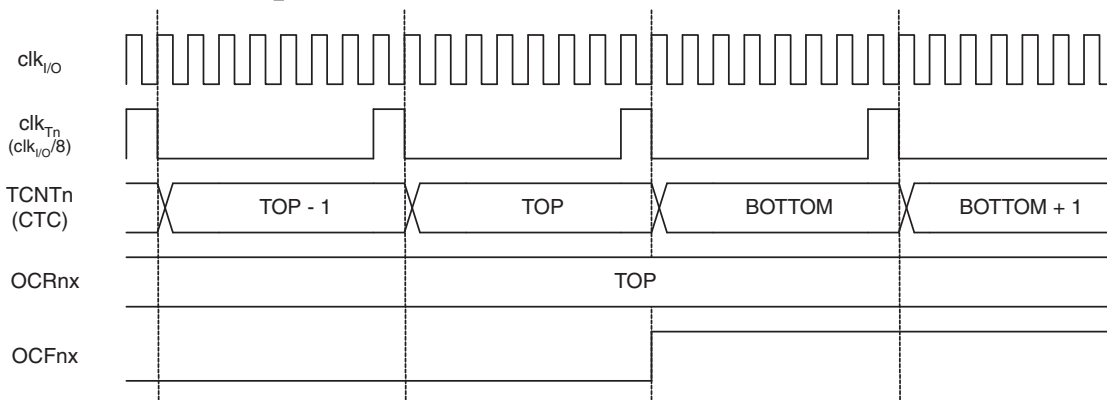 clkI/O
clkTn
(clkI/O/8)
TCNTn
(CTC)
TOP - 1
TOP
BOTTOM
BOTTOM + 1
OCRnx
TOP
OCFnx